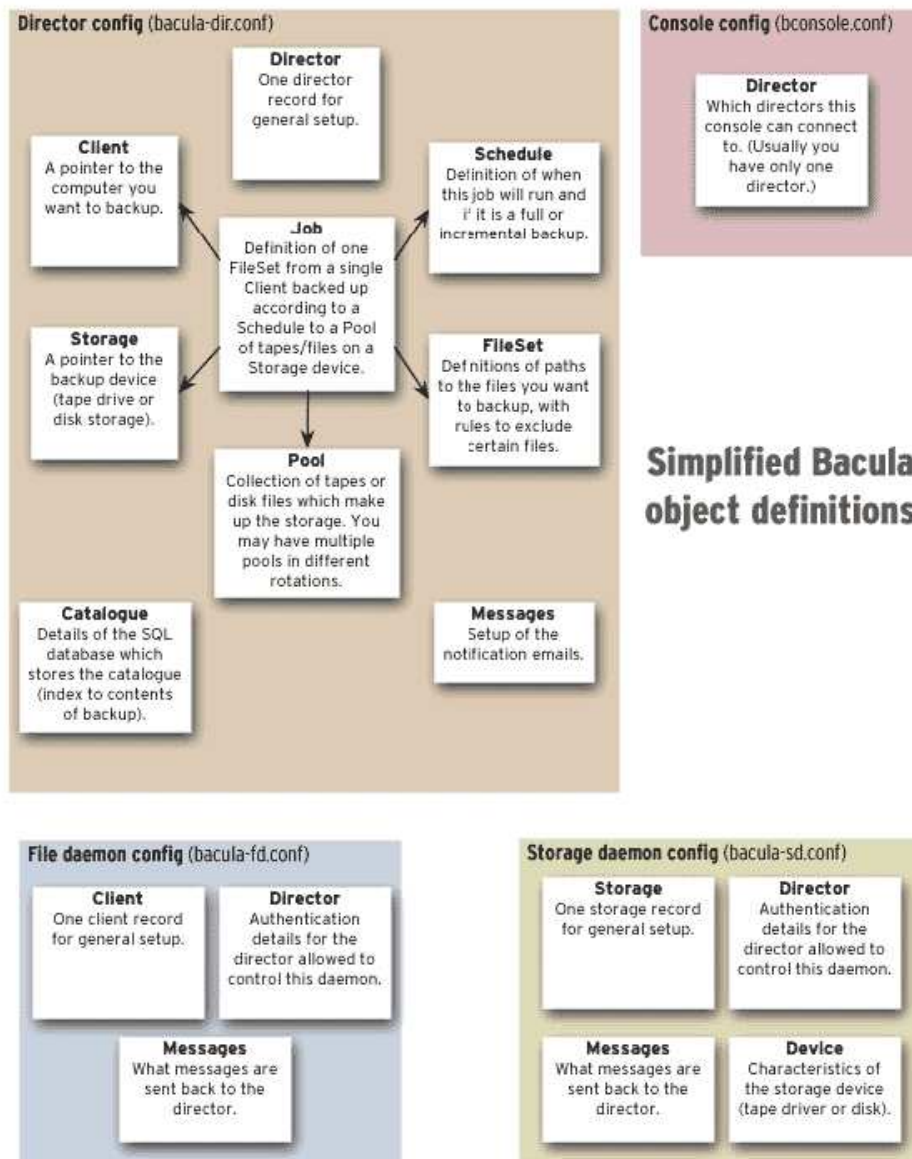 Director config (bacula-dir.conf)
Director
One director
record for
general setup.
Client
A pointer to the
computer you
want to backup.
Schedule
Definition of when
this job will run and
if it is a full or
incremental backup.
Job
Definition of one
FileSet from a single
Client backed up
according to a
Schedule to a Pool
of tapes/files on a
Storage device.
Storage
A pointer to the
backup device
(tape drive or
disk storage).
FileSet
Definitions of paths
to the files you want
to backup, with
rules to exclude
certain files.
Pool
Collection of tapes or
disk files which make
up the storage. You
may have multiple
pools in different
rotations.
Catalogue
Details of the SQL
database which
stores the catalogue
(index to contents
of backup).
Messages
Setup of the
notification emails.
Console config (bconsole.conf)
Director
Which directors this
console can connect
to. (Usually you
have only one
director.)
Simplified Bacula
object definitions
File daemon config (bacula-fd.conf)
Client
One client record
for general setup.
Director
Authentication
details for the
director allowed to
control this daemon.
Messages
What messages are
sent back to the
director.
Storage daemon config (bacula-sd.conf)
Storage
One storage record
for general setup.
Director
Authentication
details for the
director allowed to
control this daemon.
Messages
What messages are
sent back to the
director.
Device
Characteristics of
the storage device
(tape driver or disk).